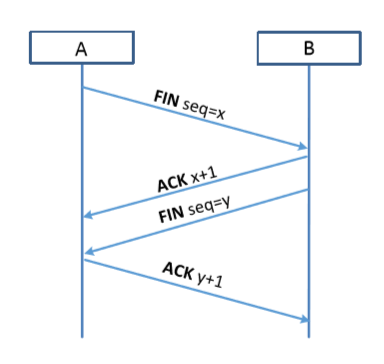 A
B
FIN seq=x
ACK x+1
FIN seq=y
ACK y+1